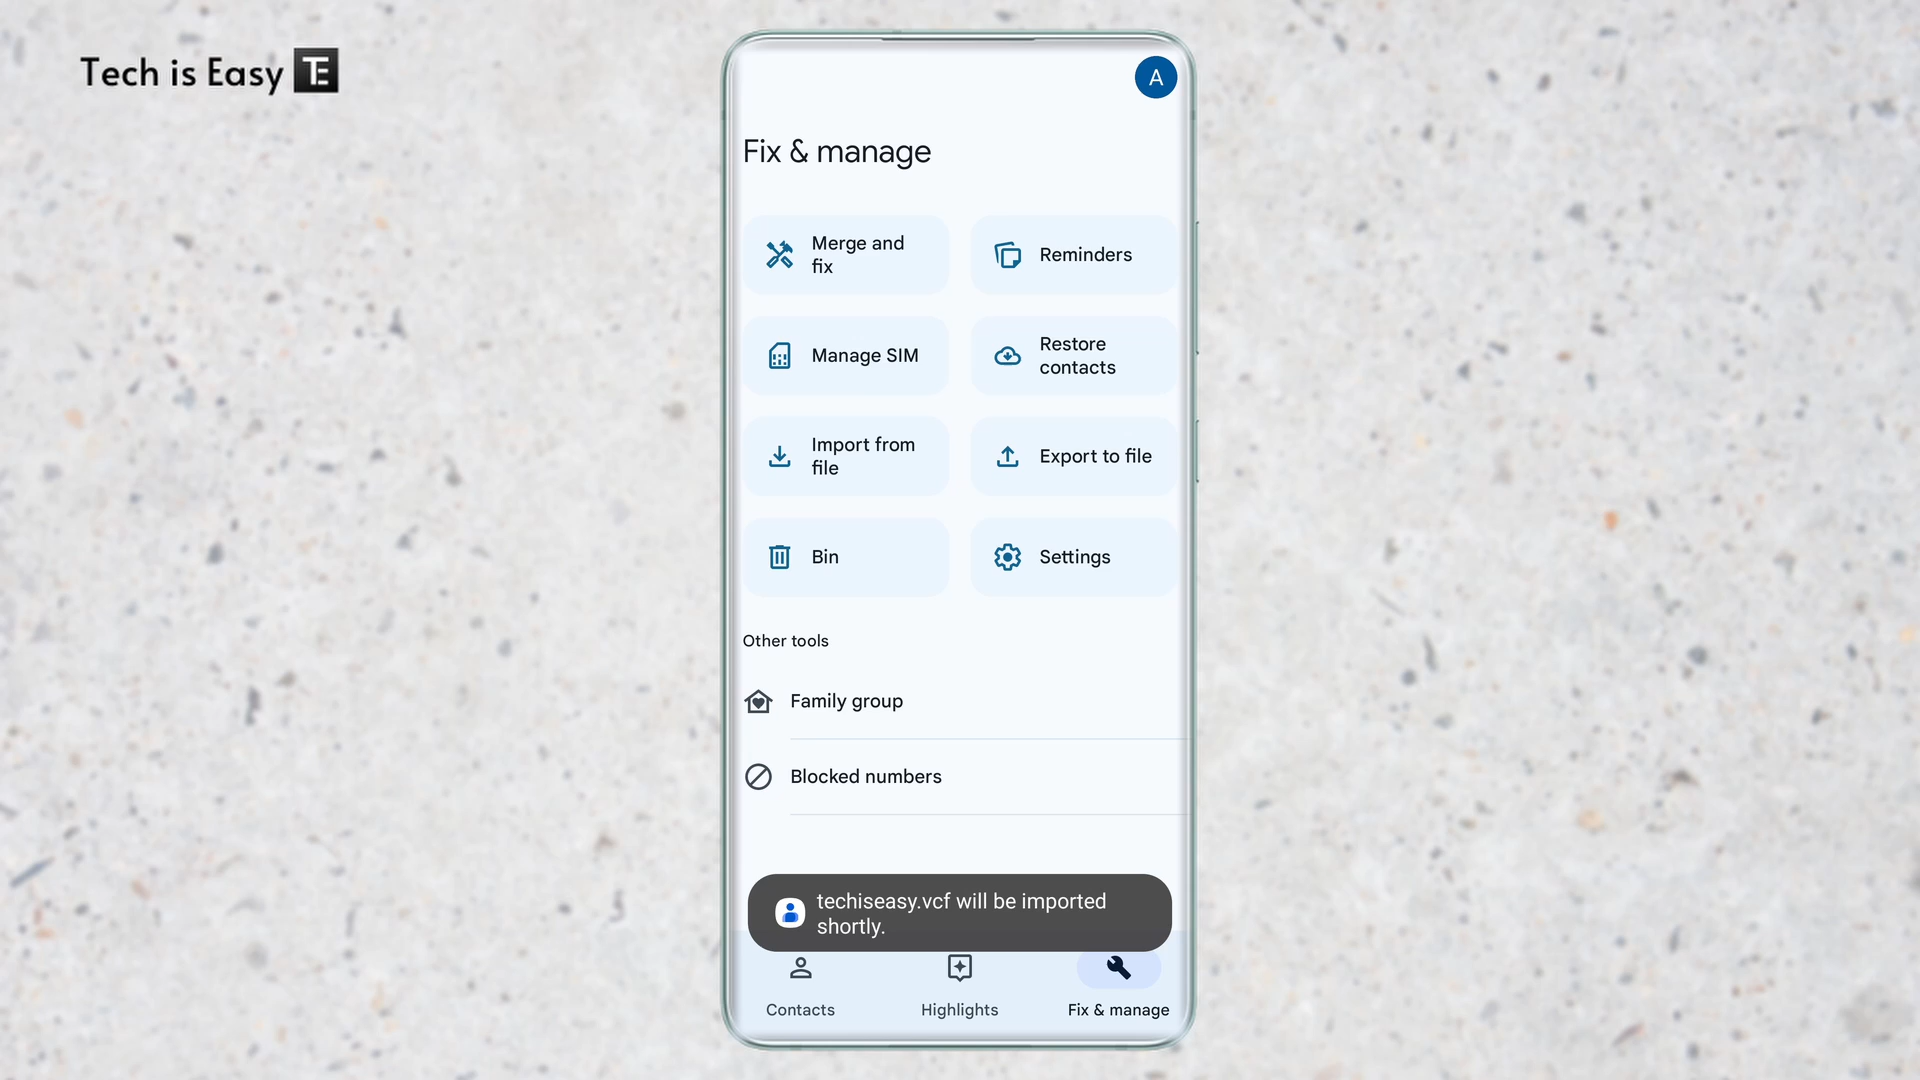 Tech is Easy TE
A
Fix & manage
Merge and
fix
Reminders
Manage SIM
Restore
contacts
Import from
file
Export to file
Bin
Settings
Other tools
Family group
Blocked numbers
techiseasy.vcf will be imported
shortly.
Contacts
Highlights
Fix & manage